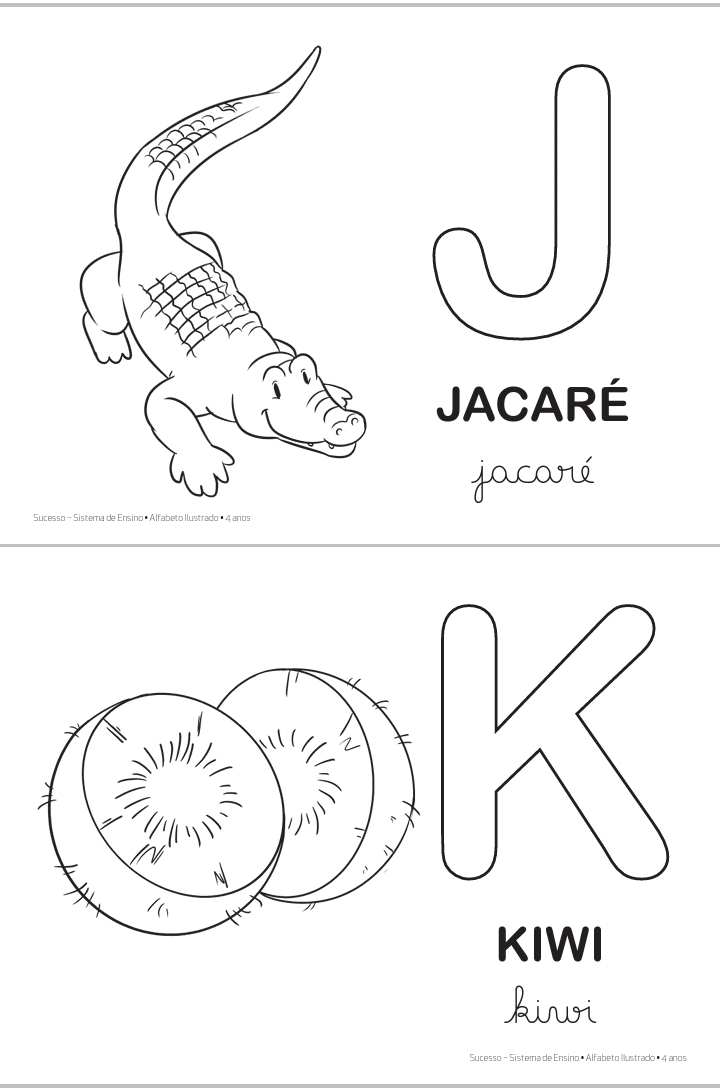 J
JACARÉ
jacaré
Sucesso – Sistema de Ensino • Alfabeto Ilustrado • 4 anos
K
KIWI
kiwi
Sucesso – Sistema de Ensino • Alfabeto Ilustrado • 4 anos